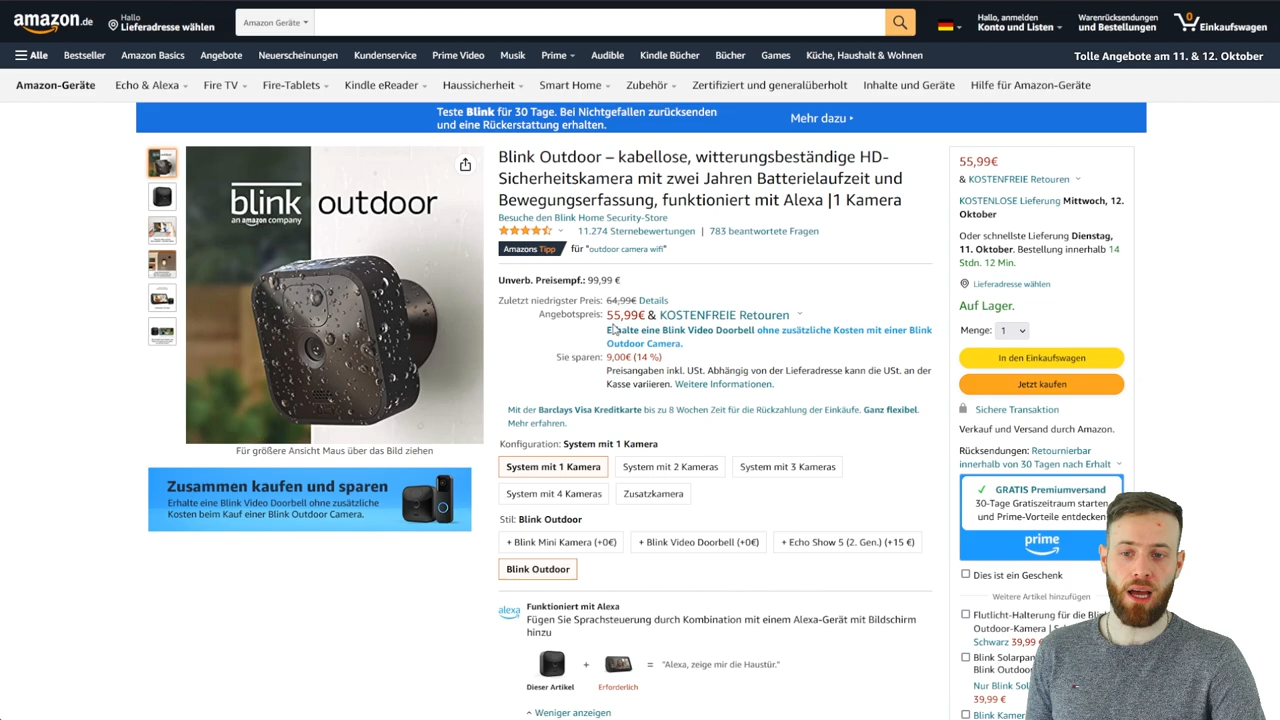 amazon.de
Hallo
Lieferadresse wählen
Amazon Geräte
Hallo, anmelden
Konto und Listen
Warenrücksendungen
und Bestellungen
0
Einkaufswagen
Alle
Bestseller
Amazon Basics
Angebote
Neuerscheinungen
Kundenservice
Prime Video
Musik
Prime
Audible
Kindle Bücher
Bücher
Games
Küche, Haushalt & Wohnen
Tolle Angebote am 11. & 12. Oktober
Amazon-Geräte
Echo & Alexa
Fire TV
Fire-Tablets
Kindle eReader
Haussicherheit
Smart Home
Zubehör
Zertifiziert und generalüberholt
Inhalte und Geräte
Hilfe für Amazon-Geräte
Teste Blink für 30 Tage. Bei Nichtgefallen zurücksenden
und eine Rückerstattung erhalten.
Mehr dazu
blink
an amazon company
outdoor
Für größere Ansicht Maus über das Bild ziehen
Zusammen kaufen und sparen
Erhalte eine Blink Video Doorbell ohne zusätzliche
Kosten beim Kauf einer Blink Outdoor Camera.
Blink Outdoor – kabellose, witterungsbeständige HD-
Sicherheitskamera mit zwei Jahren Batterielaufzeit und
Bewegungserfassung, funktioniert mit Alexa |1 Kamera
Besuche den Blink Home Security-Store
11.274 Sternebewertungen | 783 beantwortete Fragen
Amazons Tipp für "outdoor camera wifi"
Unverb. Preisempf.: 99,99 €
Zuletzt niedrigster Preis: 64,99€ Details
Angebotspreis: 55,99€ & KOSTENFREIE Retouren
Erhalte eine Blink Video Doorbell ohne zusätzliche Kosten mit einer Blink
Outdoor Camera.
Sie sparen: 9,00€ (14 %)
Preisangaben inkl. USt. Abhängig von der Lieferadresse kann die USt. an der
Kasse variieren. Weitere Informationen.
Mit der Barclays Visa Kreditkarte bis zu 8 Wochen Zeit für die Rückzahlung der Einkäufe. Ganz flexibel.
Mehr erfahren.
Konfiguration: System mit 1 Kamera
System mit 1 Kamera
System mit 2 Kameras
System mit 3 Kameras
System mit 4 Kameras
Zusatzkamera
Stil: Blink Outdoor
+ Blink Mini Kamera (+0€)
+ Blink Video Doorbell (+0€)
+ Echo Show 5 (2. Gen.) (+15 €)
Blink Outdoor
alexa
Funktioniert mit Alexa
Fügen Sie Sprachsteuerung durch Kombination mit einem Alexa-Gerät mit Bildschirm
hinzu
+
=
"Alexa, zeige mir die Haustür."
Dieser Artikel
Erforderlich
Weniger anzeigen
55,99€
& KOSTENFREIE Retouren
KOSTENLOSE Lieferung Mittwoch, 12.
Oktober
Oder schnellste Lieferung Dienstag,
11. Oktober. Bestellung innerhalb 14
Stdn. 12 Min.
Lieferadresse wählen
Auf Lager.
Menge: 1
In den Einkaufswagen
Jetzt kaufen
Sichere Transaktion
Verkauf und Versand durch Amazon.
Rücksendungen: Retournierbar
innerhalb von 30 Tagen nach Erhalt
GRATIS Premiumversand
30-Tage Gratiszeitraum starten
und Prime-Vorteile entdecken
prime
Dies ist ein Geschenk
Weitere Artikel hinzufügen
Flutlicht-Halterung für die
Outdoor-Kamera |
Schwarz 39,99
Blink
Blink
Nur Blink
39,99 €
Blink